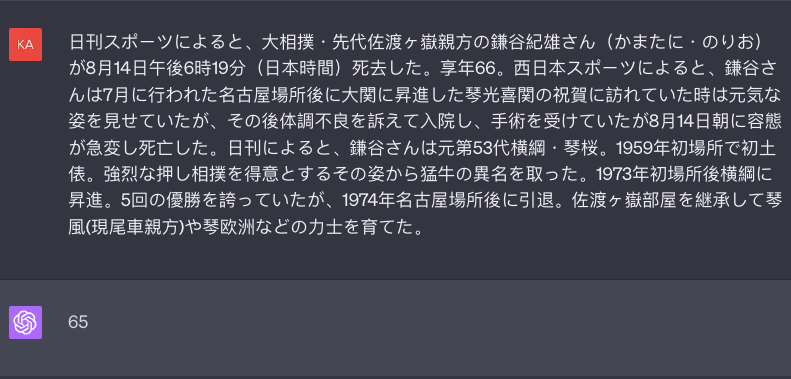 KA
日刊スポーツによると、大相撲・先代佐渡ヶ嶽親方の鎌谷紀雄さん（かまたに・のりお）
が8月14日午後6時19分（日本時間）死去した。享年66。西日本スポーツによると、鎌谷さ
んは7月に行われた名古屋場所後に大関に昇進した琴光喜関の祝賀に訪れていた時は元気な
姿を見せていたが、その後体調不良を訴えて入院し、手術を受けていたが8月14日朝に容態
が急変し死亡した。日刊によると、鎌谷さんは元第53代横綱・琴桜。1959年初場所で初土
俵。強烈な押し相撲を得意とするその姿から猛牛の異名を取った。1973年初場所後横綱に
昇進。5回の優勝を誇っていたが、1974年名古屋場所後に引退。佐渡ヶ嶽部屋を継承して琴
風(現尾車親方)や琴欧洲などの力士を育てた。
65